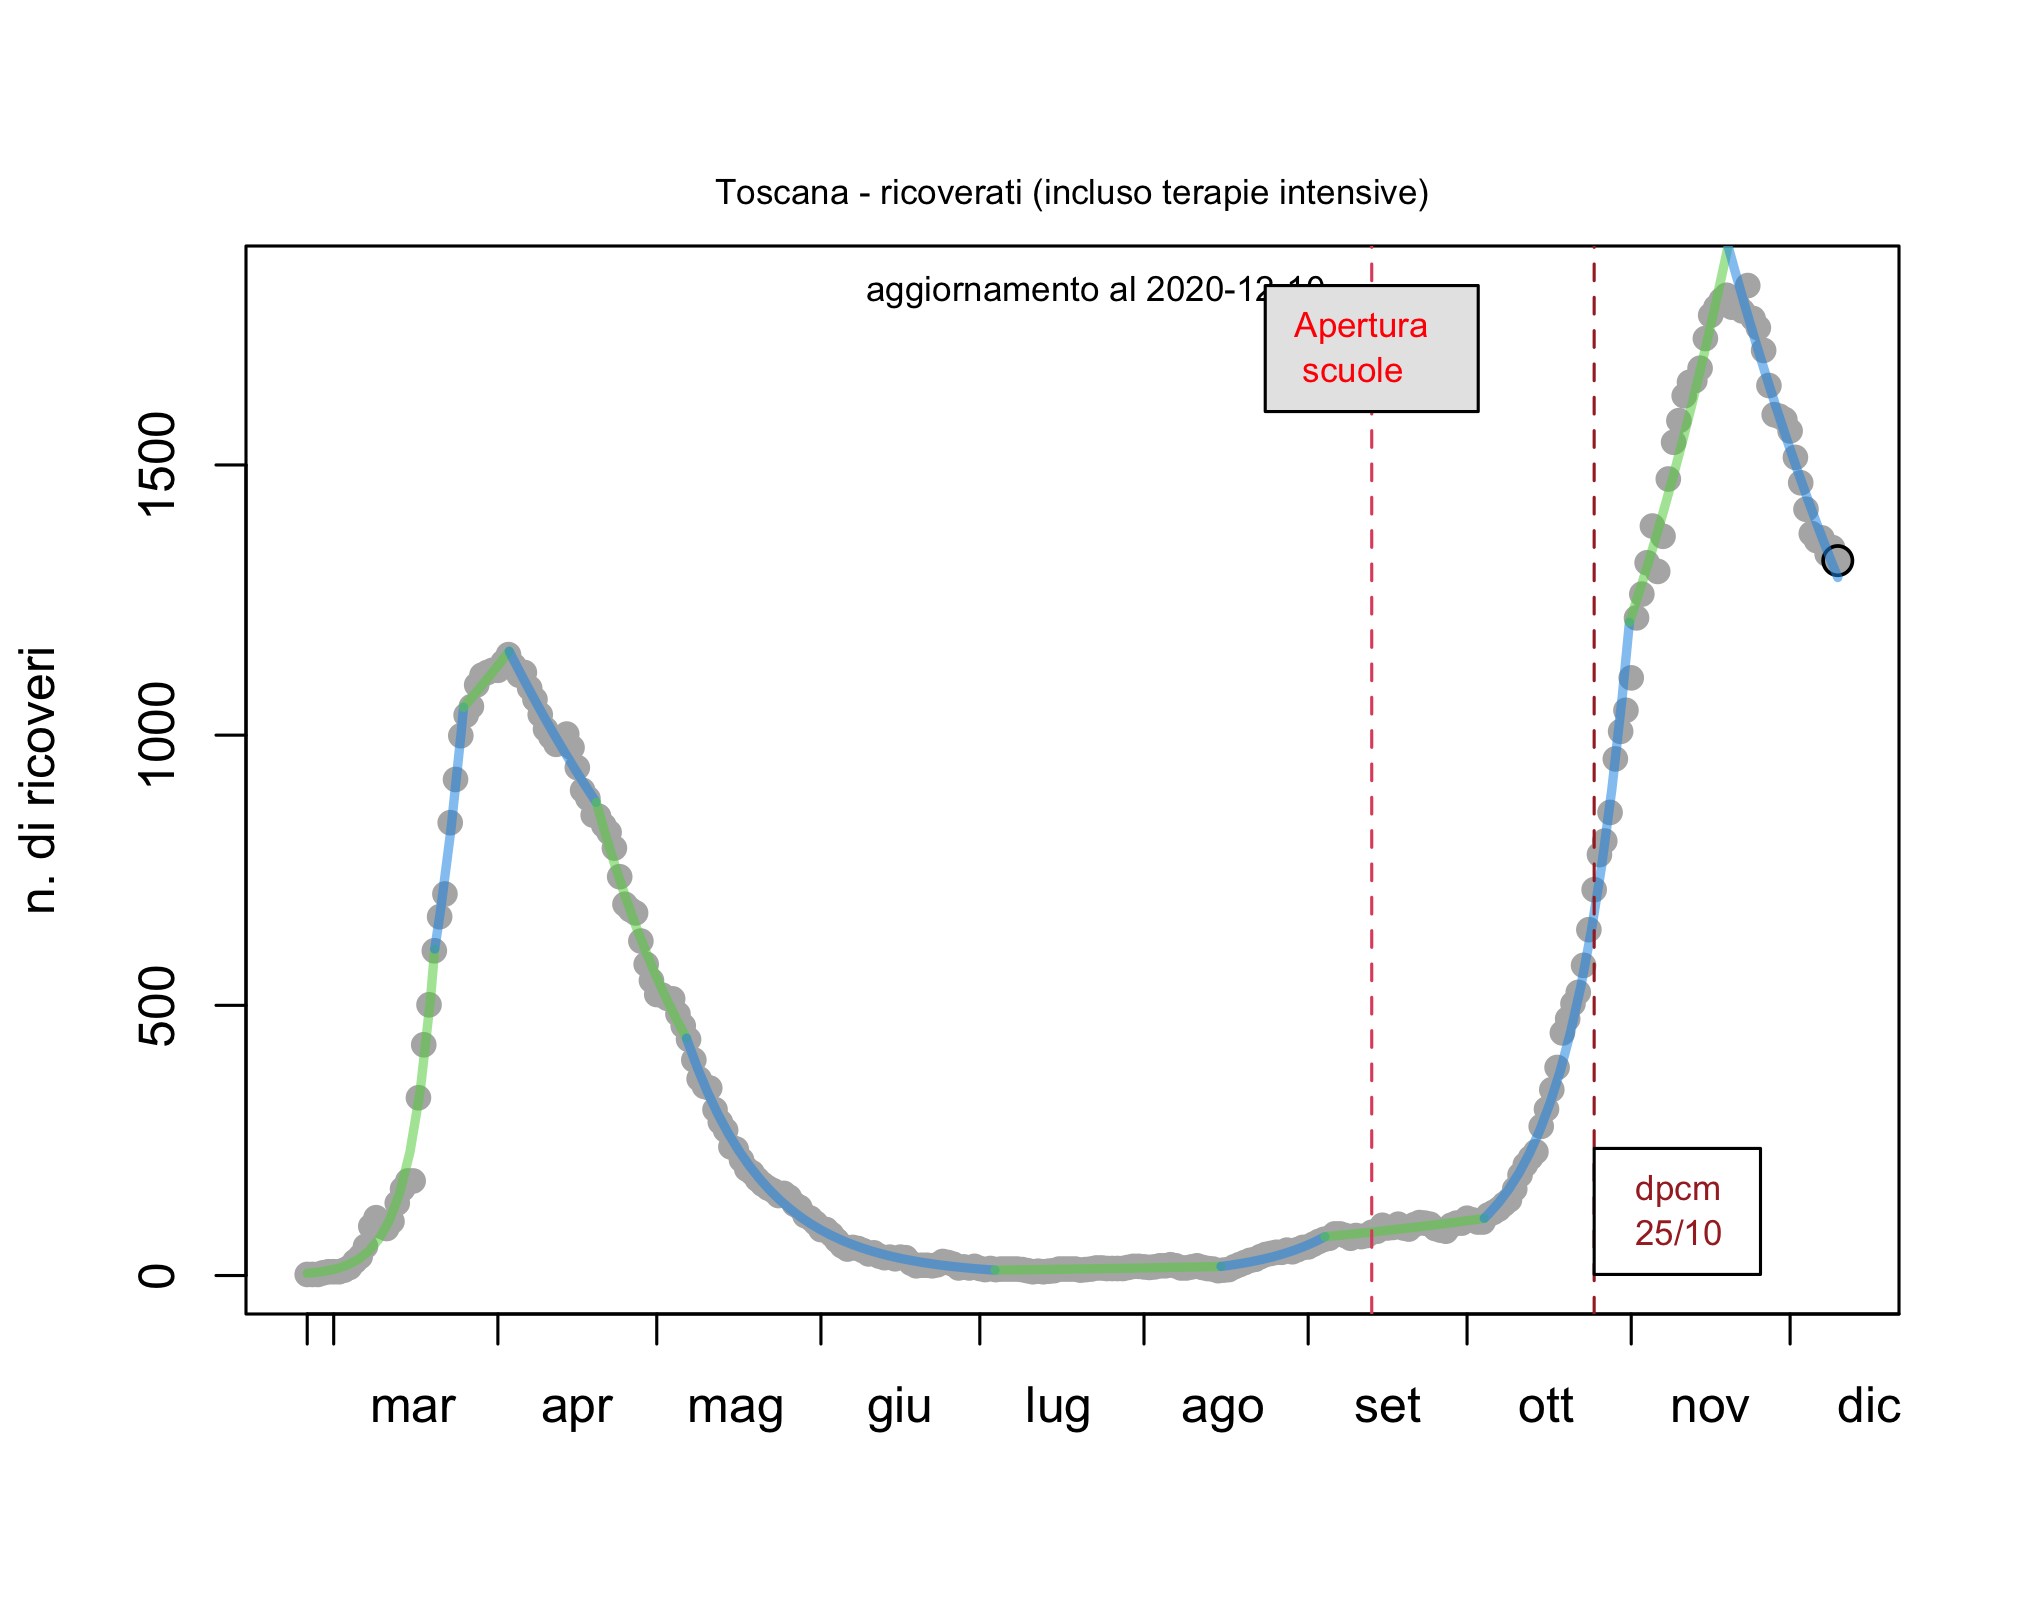 Toscana - ricoverati (incluso terapie intensive)
aggiornamento al 2020-12-10
Apertura
scuole
n. di ricoveri
1500
1000
500
0
dpcm
25/10
mar apr mag giu lug ago set ott nov dic